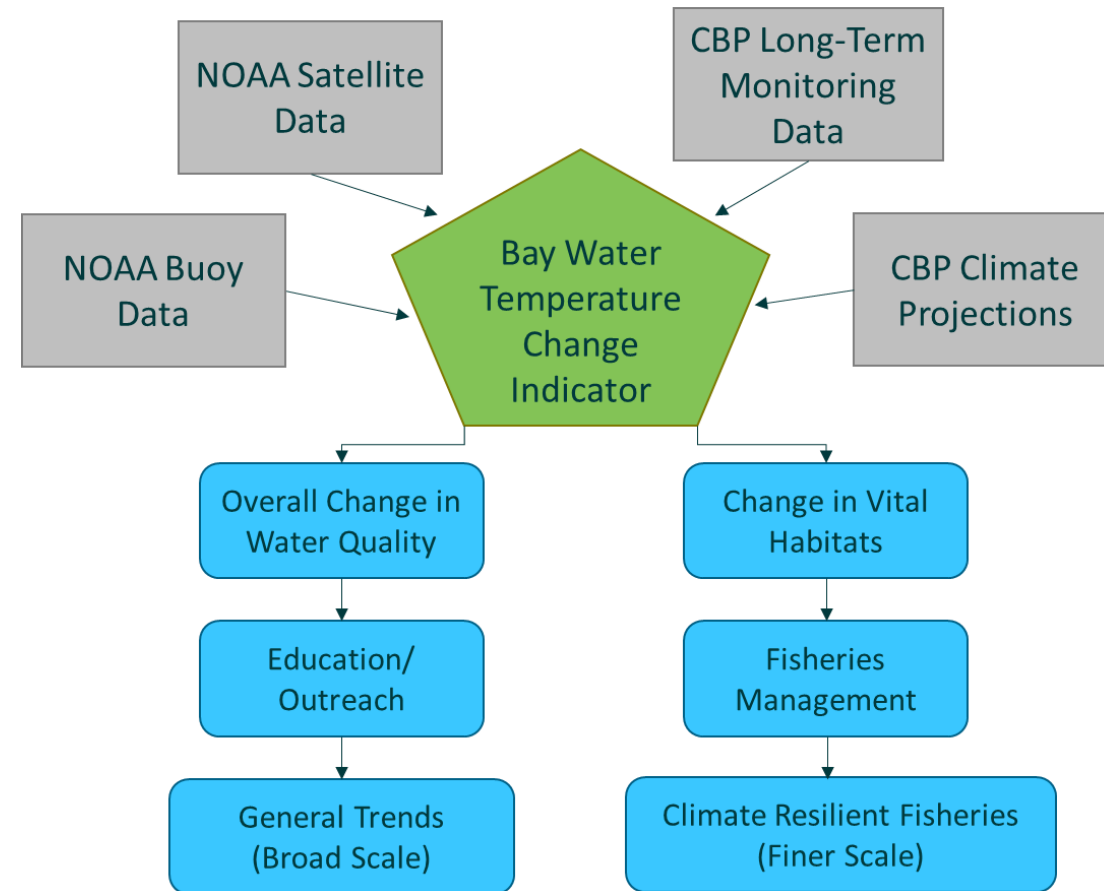 NOAA Satellite
Data
CBP Long-Term
Monitoring
Data
NOAA Buoy
Data
Bay Water
Temperature
Change
Indicator
CBP Climate
Projections
Overall Change in
Water Quality
Change in Vital
Habitats
Education/
Outreach
Fisheries
Management
General Trends
(Broad Scale)
Climate Resilient Fisheries
(Finer Scale)